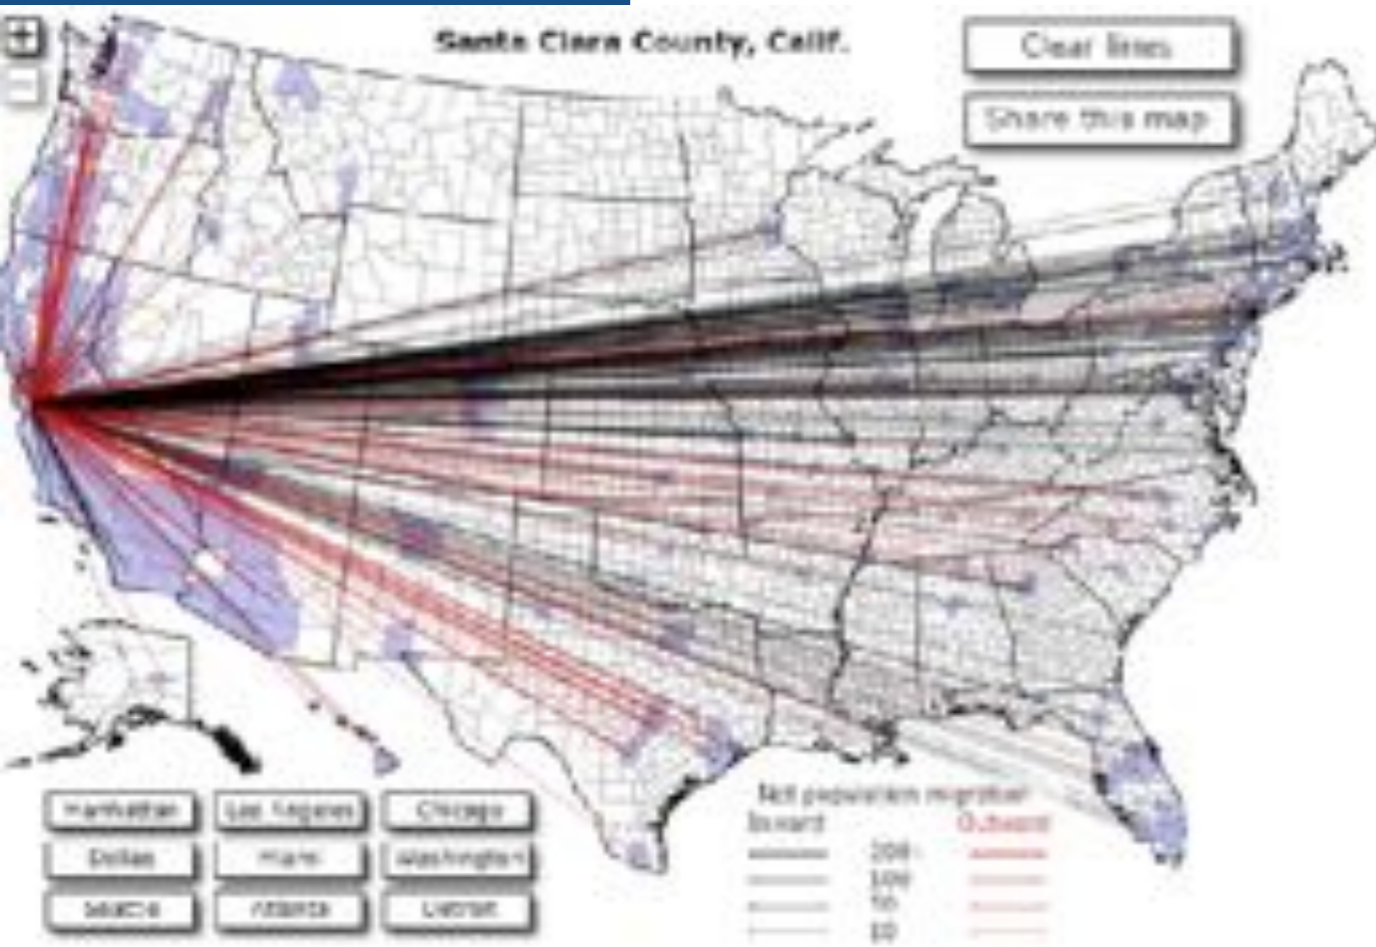 +
Santa Clara County, Calif.
Clear lines
Share this map
Manhattan
Los Angeles
Chicago
Dallas
Miami
Washington
Seattle
Atlanta
Detroit
Net population migration
Inward
Outward
200+
100
50
10